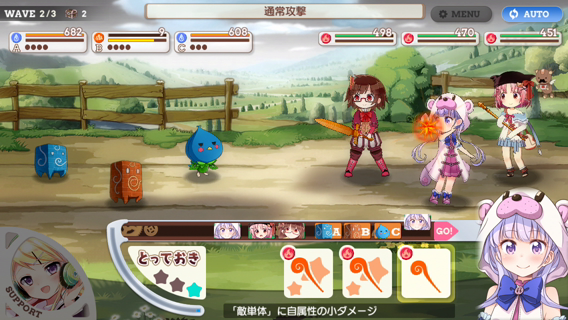 WAVE 2/3 2
通常攻撃
MENU
AUTO
682
A
9
B
608
C
498
470
451
A B C GO!
とっておき
SUPPORT
「敵単体」に自属性の小ダメージ